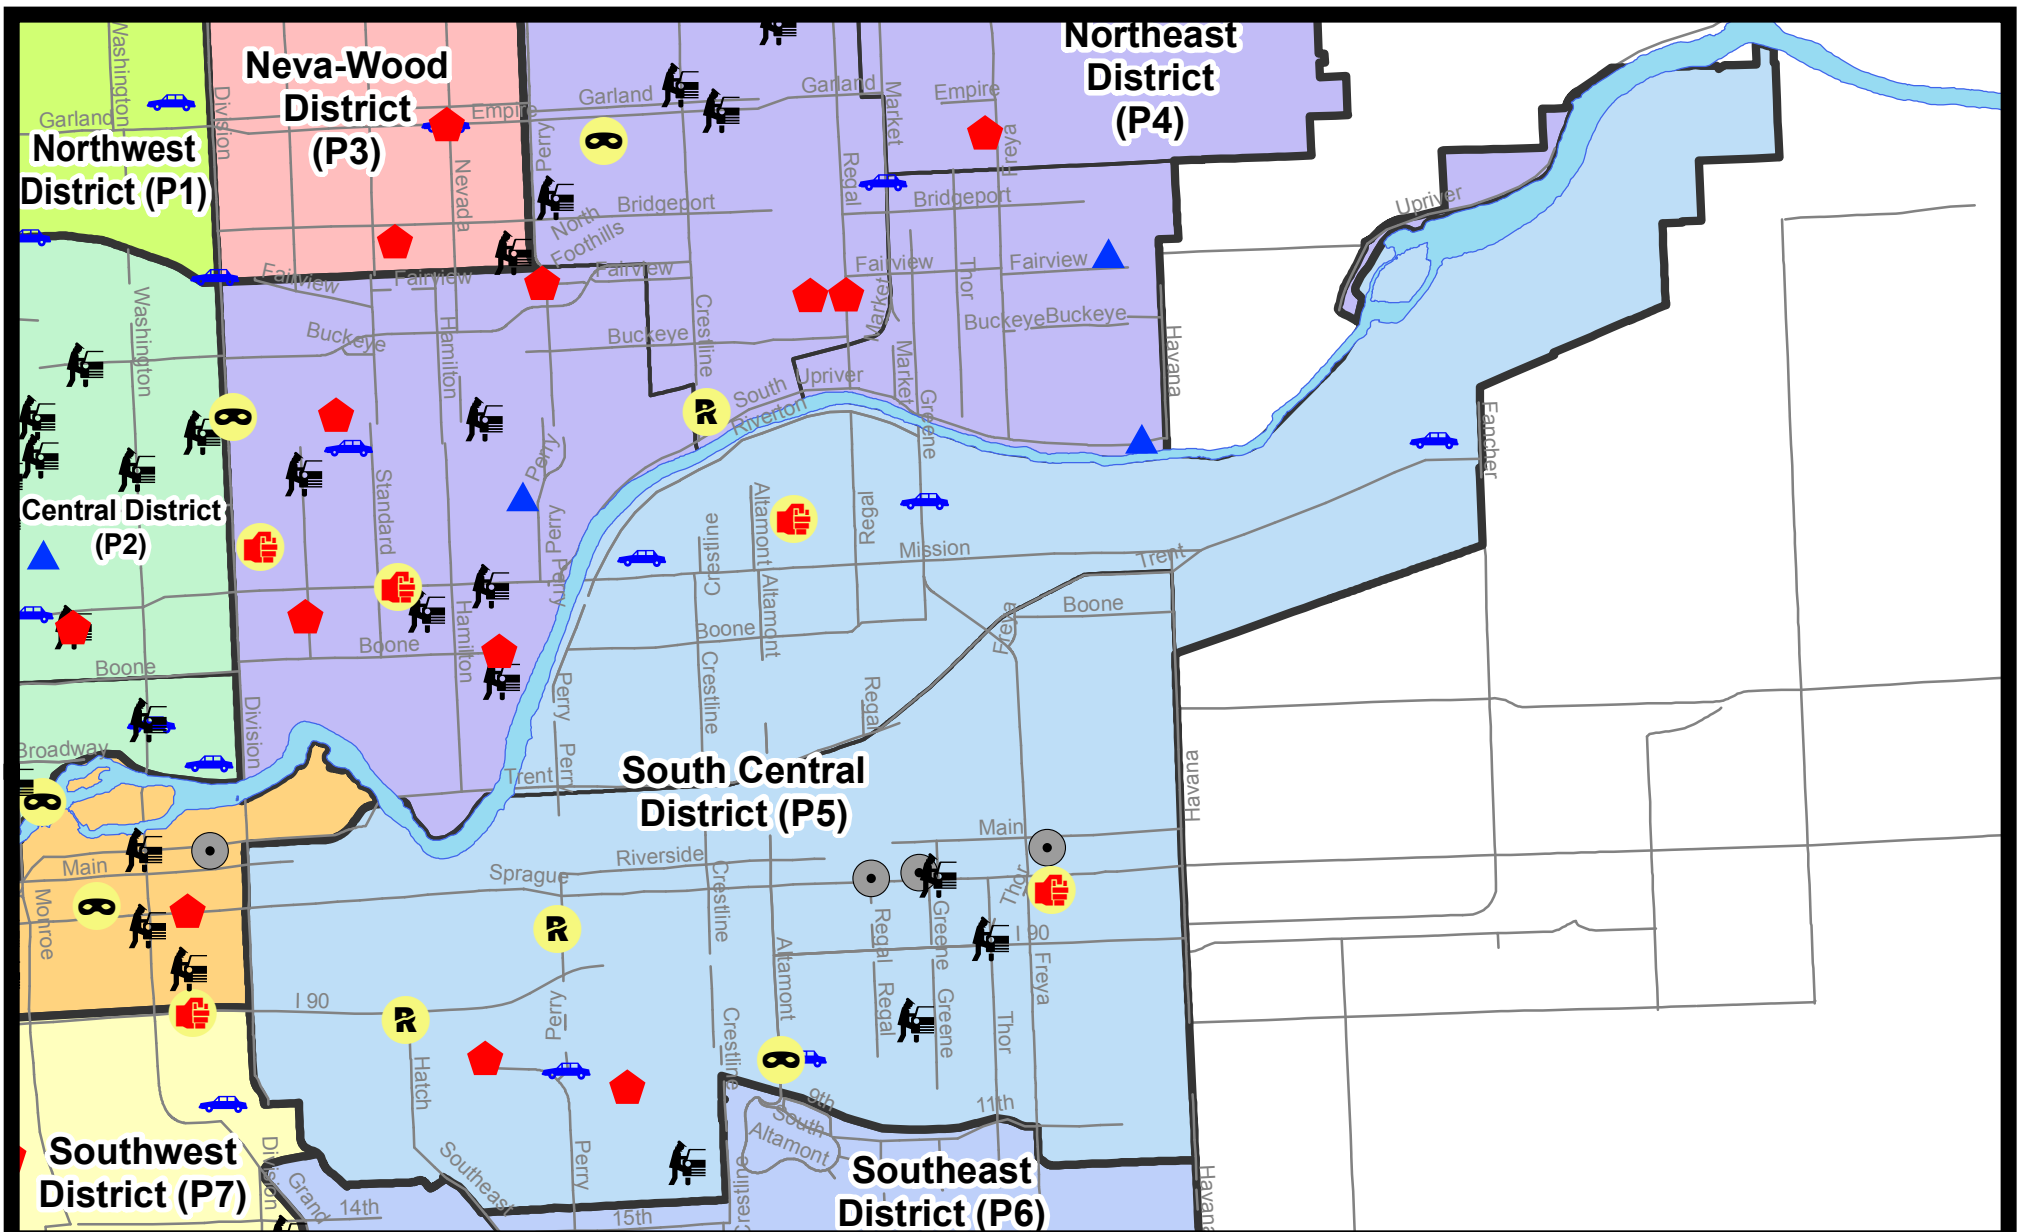 Northeast
District
(P4)
Neva-Wood
District
(P3)
Northwest
District (P1)
Central District
(P2)
South Central
District (P5)
Southwest
District (P7)
Southeast
District (P6)
Washington
Division
Garland
Empire
Garland
Garland
Market
Empire
Freya
Perry
Nevada
Regal
North
Foothills
Bridgeport
Bridgeport
Upriver
Fairview
Fairview
Fairview
Fairview
Thor
Fairview
Washington
Buckeye
Hamilton
Crestline
Buckeye
Market
Buckeye
Buckeye
Havana
Market
South
Riverton
Upriver
Greene
Fancher
Standard
Perry
Perry
Perry
Crestline
Altamont
Altamont
Regal
Mission
Trent
Boone
Boone
Hamilton
Boone
Freya
Boone
Crestline
Regal
Division
Perry
Perry
Broadway
Trent
Havana
Main
Monroe
Riverside
Sprague
Crestline
Main
Thor
Regal
Greene
I 90
Freya
I 90
Perry
Altamont
Regal
Greene
Thor
Hatch
Crestline
9th
11th
South
Altamont
Division
Grand
14th
Southeast
Perry
15th
Crestline
Havana
R
R
R